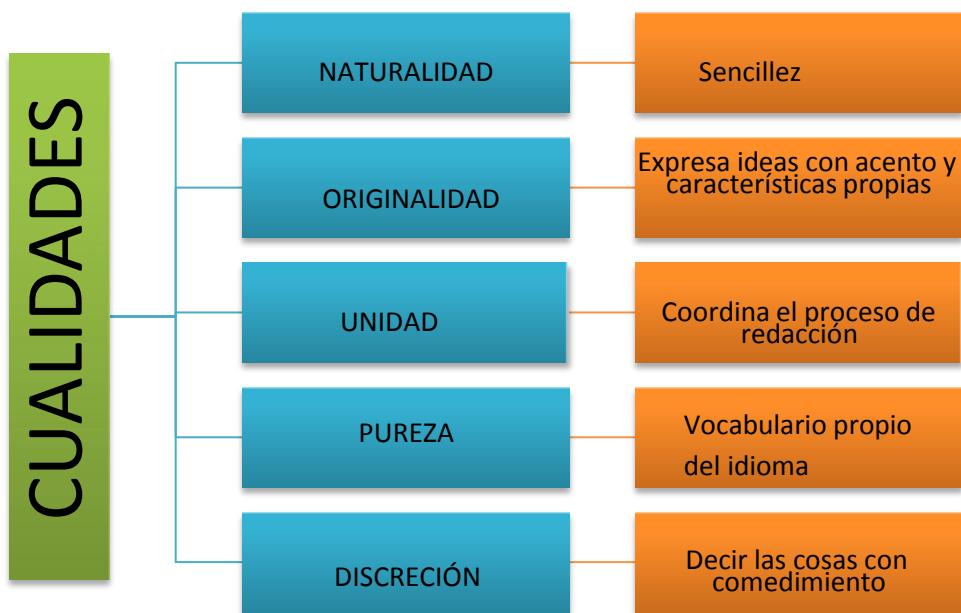 CUALIDADES
NATURALIDAD
Sencillez
ORIGINALIDAD
Expresa ideas con acento y
características propias
UNIDAD
Coordina el proceso de
redacción
PUREZA
Vocabulario propio
del idioma
DISCRECIÓN
Decir las cosas con
comedimiento